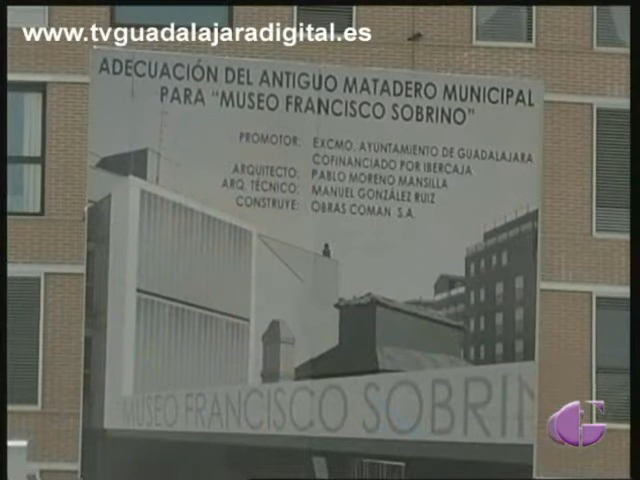 www.tvguadalajaradigital.es
ADECUACIÓN DEL ANTIGUO MATADERO MUNICIPAL
PARA "MUSEO FRANCISCO SOBRINO"
PROMOTOR: EXCMO. AYUNTAMIENTO DE GUADALAJARA
COFINANCIADO POR IBERCAJA
ARQUITECTO: PABLO MORENO MANSILLA
ARQ. TÉCNICO: MANUEL GONZÁLEZ RUIZ
CONSTRUYE: OBRAS COMAN S.A.
MUSEO FRANCISCO SOBRIN